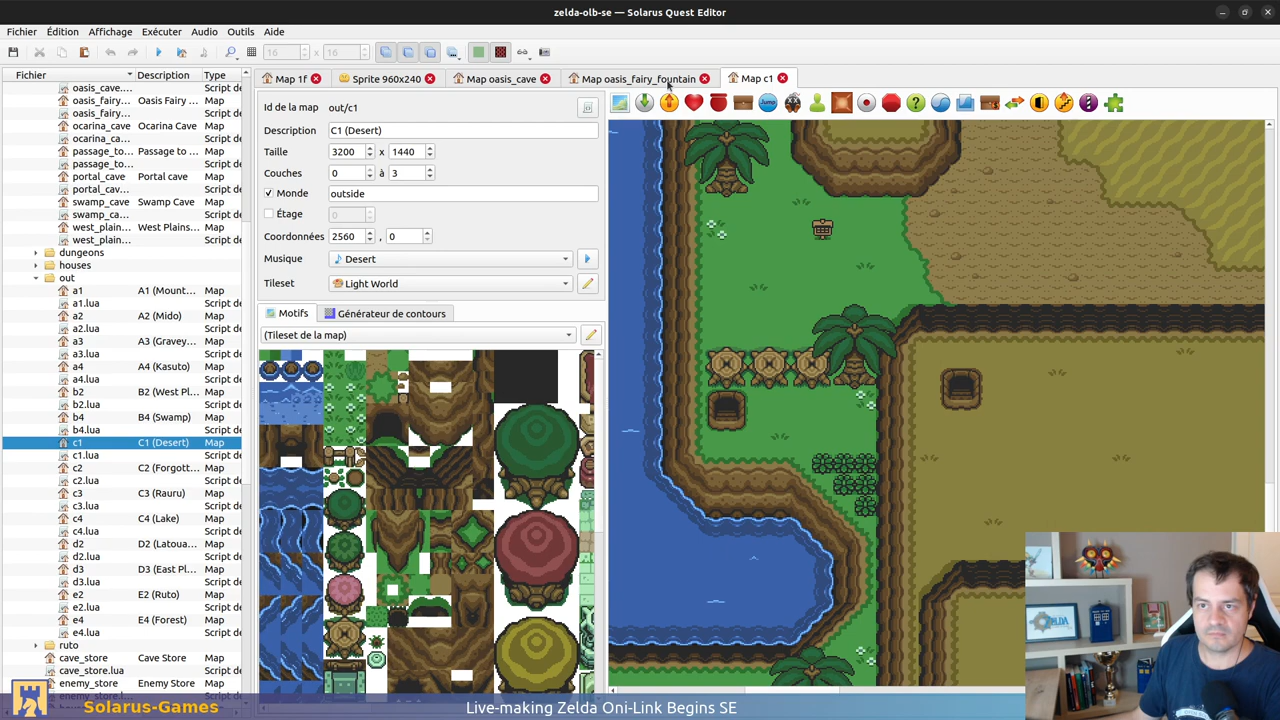 zelda-olb-se — Solarus Quest Editor
Fichier Édition Affichage Exécuter Audio Outils Aide
16 x 16
Fichier Description Type
Map 1f Sprite 960x240 Map oasis_cave Map oasis_fairy_fountain Map c1
oasis_cave... Script de
oasis_fairy... Oasis Fairy ... Map
oasis_fairy... Script de
ocarina_cave Ocarina Cave Map
ocarina_ca... Script de
passage_to... Passage to ... Map
passage_to... Script de
portal_cave Portal cave Map
portal_cav... Script de
swamp_cave Swamp Cave Map
swamp_ca... Script de
west_plain... West Plains... Map
west_plain... Script de
dungeons
houses
out
a1 A1 (Mount... Map
a1.lua Script de
a2 A2 (Mido) Map
a2.lua Script de
a3 A3 (Gravey... Map
a3.lua Script de
a4 A4 (Kasuto) Map
a4.lua Script de
b2 B2 (West Pl... Map
b2.lua Script de
b4 B4 (Swamp) Map
b4.lua Script de
c1 C1 (Desert) Map
c1.lua Script de
c2 C2 (Forgott... Map
c2.lua Script de
c3 C3 (Rauru) Map
c3.lua Script de
c4 C4 (Lake) Map
c4.lua Script de
d2 D2 (Latoua... Map
d2.lua Script de
d3 D3 (East Pl... Map
d3.lua Script de
e2 E2 (Ruto) Map
e2.lua Script de
e4 E4 (Forest) Map
e4.lua Script de
ruto
cave_store Cave Store Map
cave_store.lua Script de
enemy_store Enemy Store Map
Id de la map out/c1
Description C1 (Desert)
Taille 3200 x 1440
Couches 0 à 3
Monde outside
Étage 0
Coordonnées 2560 , 0
Musique Desert
Tileset Light World
Motifs Générateur de contours
(Tileset de la map)
Jump
Solarus-Games
Live-making Zelda Oni-Link Begins SE